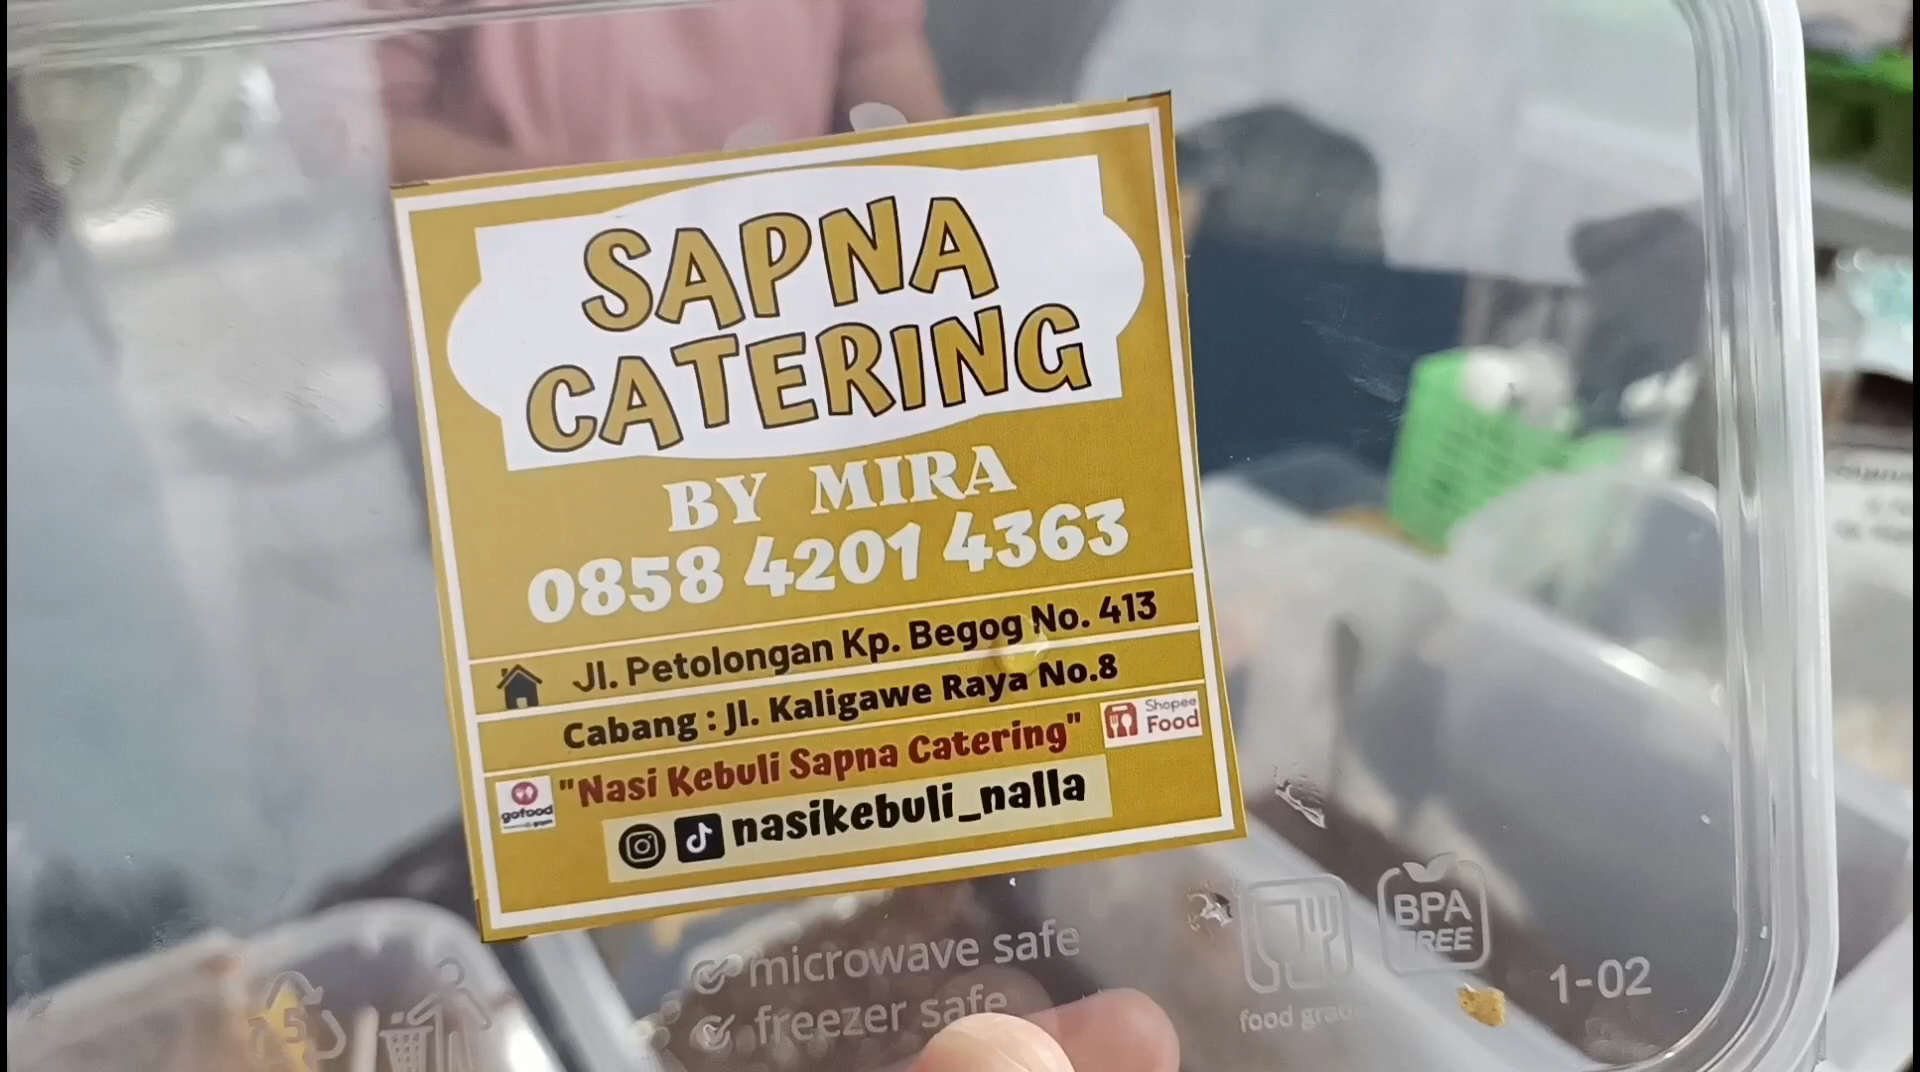 SAPNA
CATERING
BY MIRA
0858 4201 4363
Jl. Petolongan Kp. Begog No. 413
Cabang : Jl. Kaligawe Raya No.8
"Nasi Kebuli Sapna Catering"
Shopee
Food
gofood
nasikebuli_nalla
microwave safe
freezer safe
food grade
BPA
FREE
1-02
5